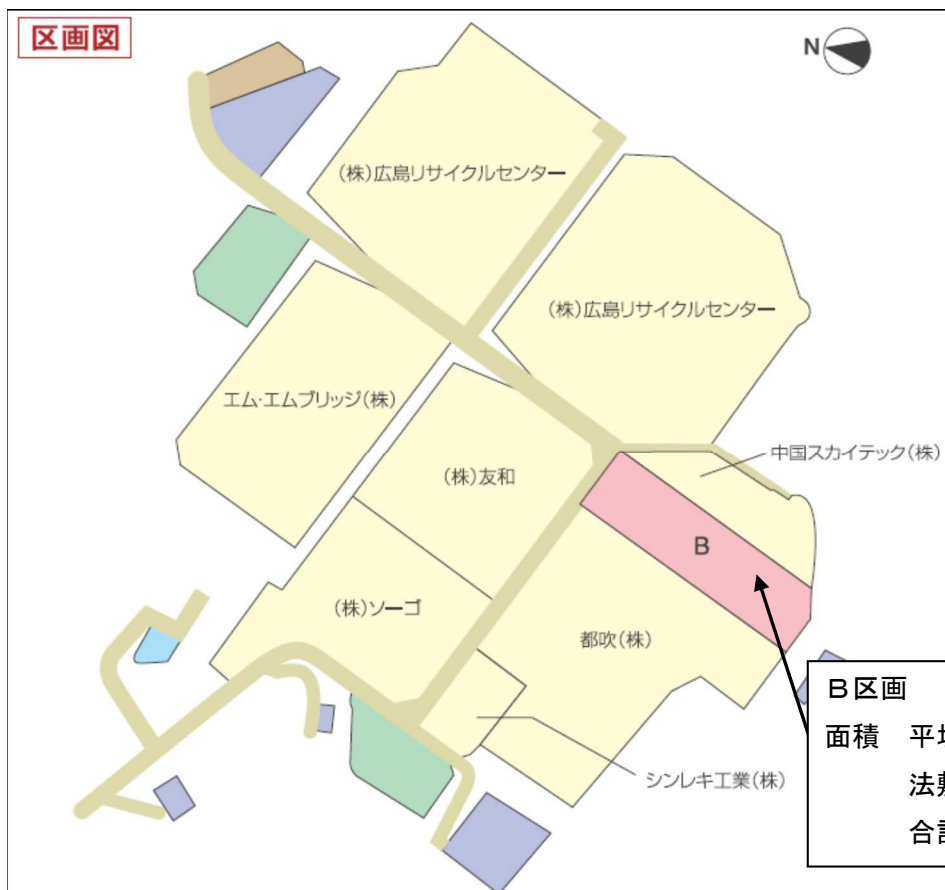 区画図
N
(株)広島リサイクルセンター
(株)広島リサイクルセンター
エム・エムブリッジ(株)
(株)友和
中国スカイテック(株)
B
(株)ソーゴ
都吹(株)
シンレキ工業(株)
B区画
面積 平
法
合